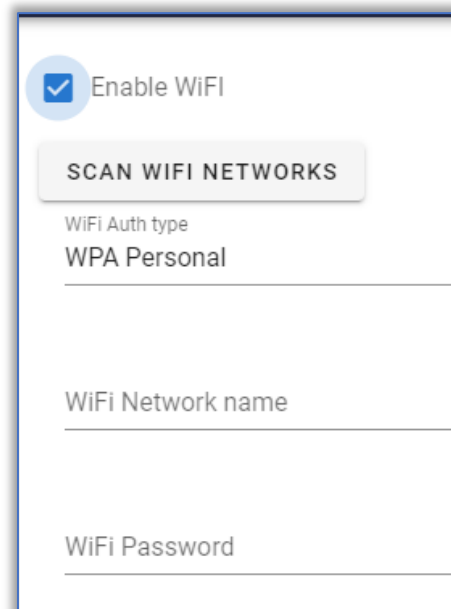 Enable WiFI
SCAN WIFI NETWORKS
WiFi Auth type
WPA Personal
WiFi Network name
WiFi Password